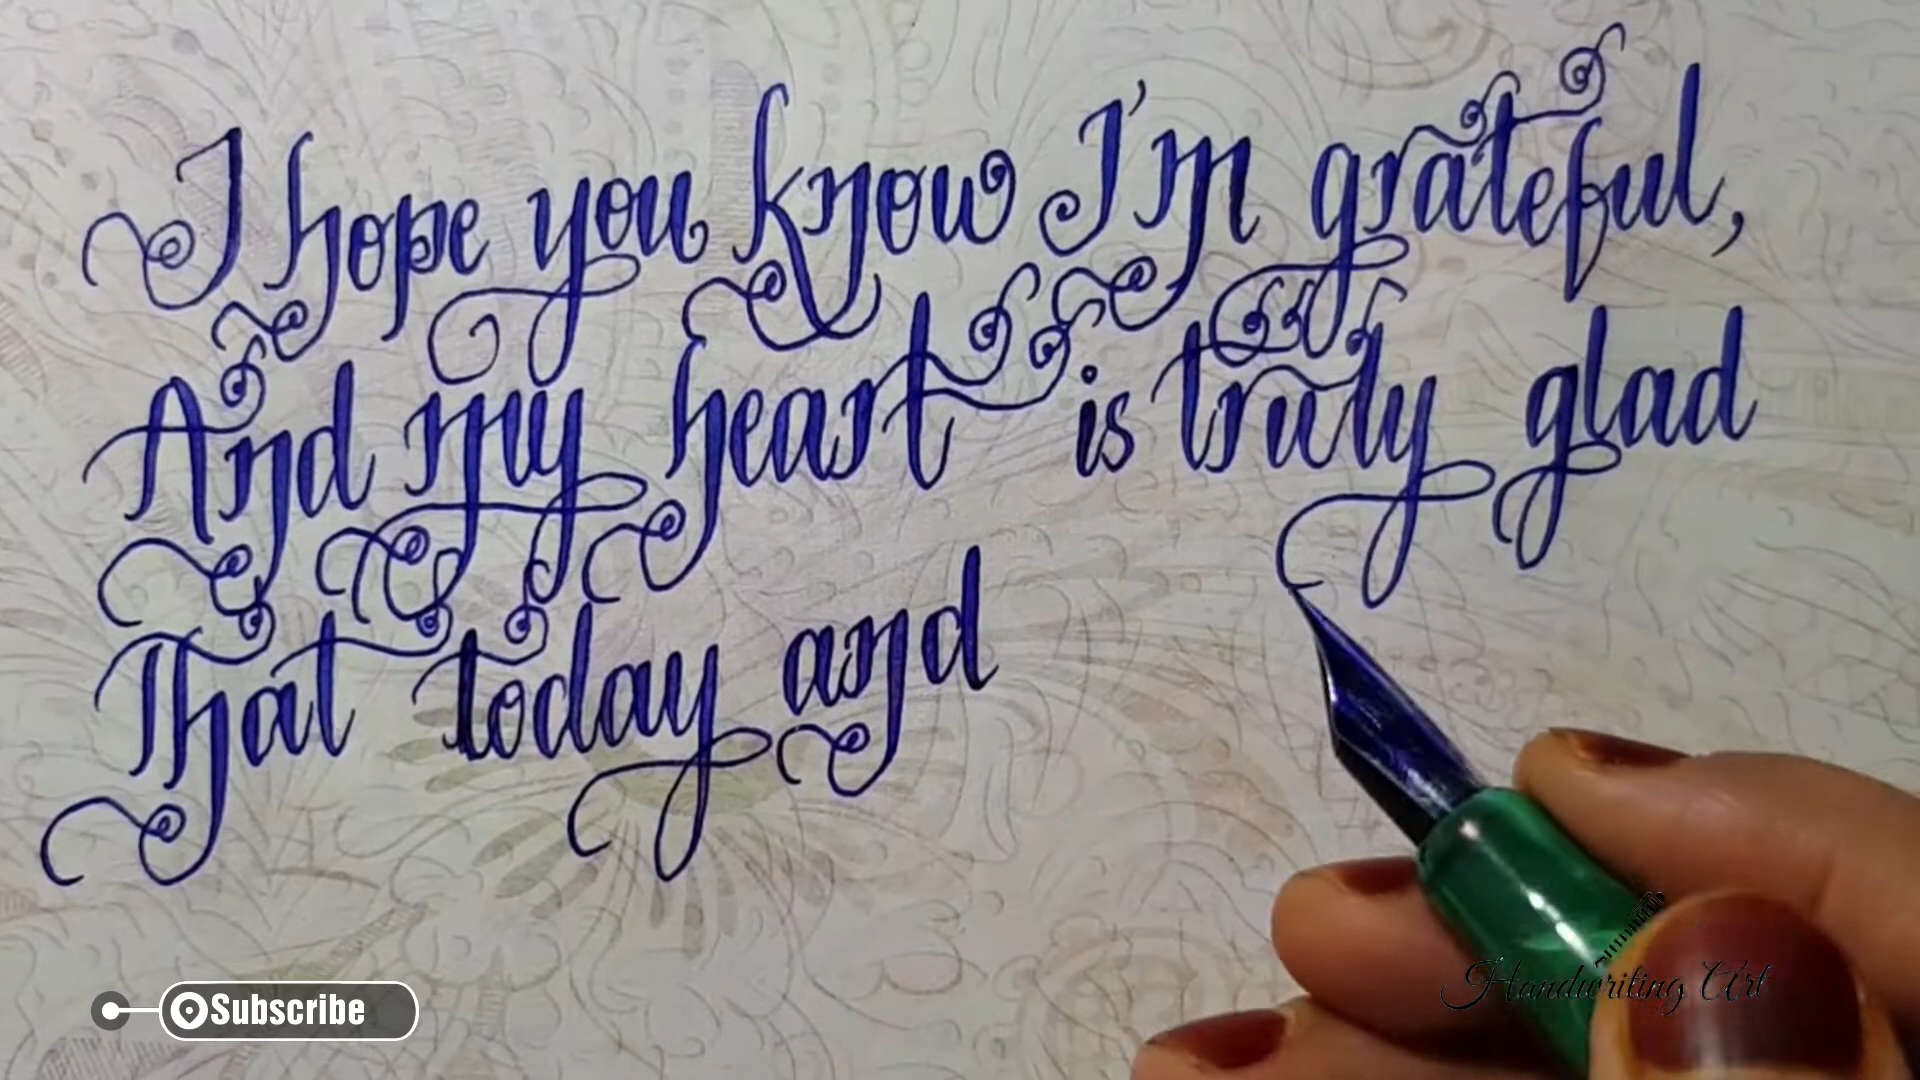 I hope you know I'm grateful,
And my heart is truly glad
That today and
Subscribe
Handwriting Art